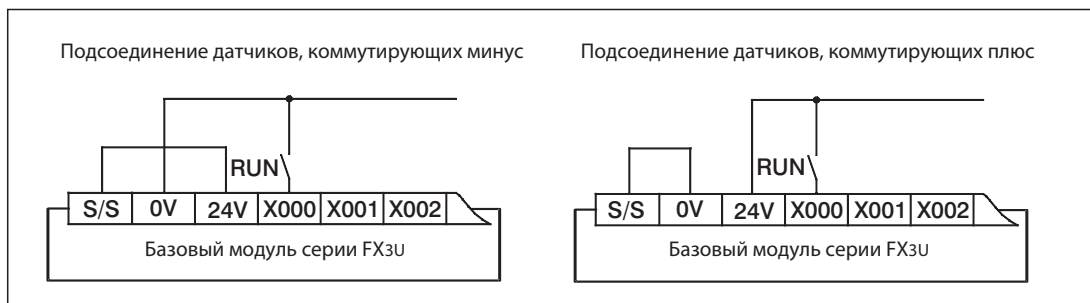 Подсоединение датчиков, коммутирующих минус
RUN
S/S 0V 24V X000 X001 X002
Базовый модуль серии FX3U
Подсоединение датчиков, коммутирующих плюс
RUN
S/S 0V 24V X000 X001 X002
Базовый модуль серии FX3U